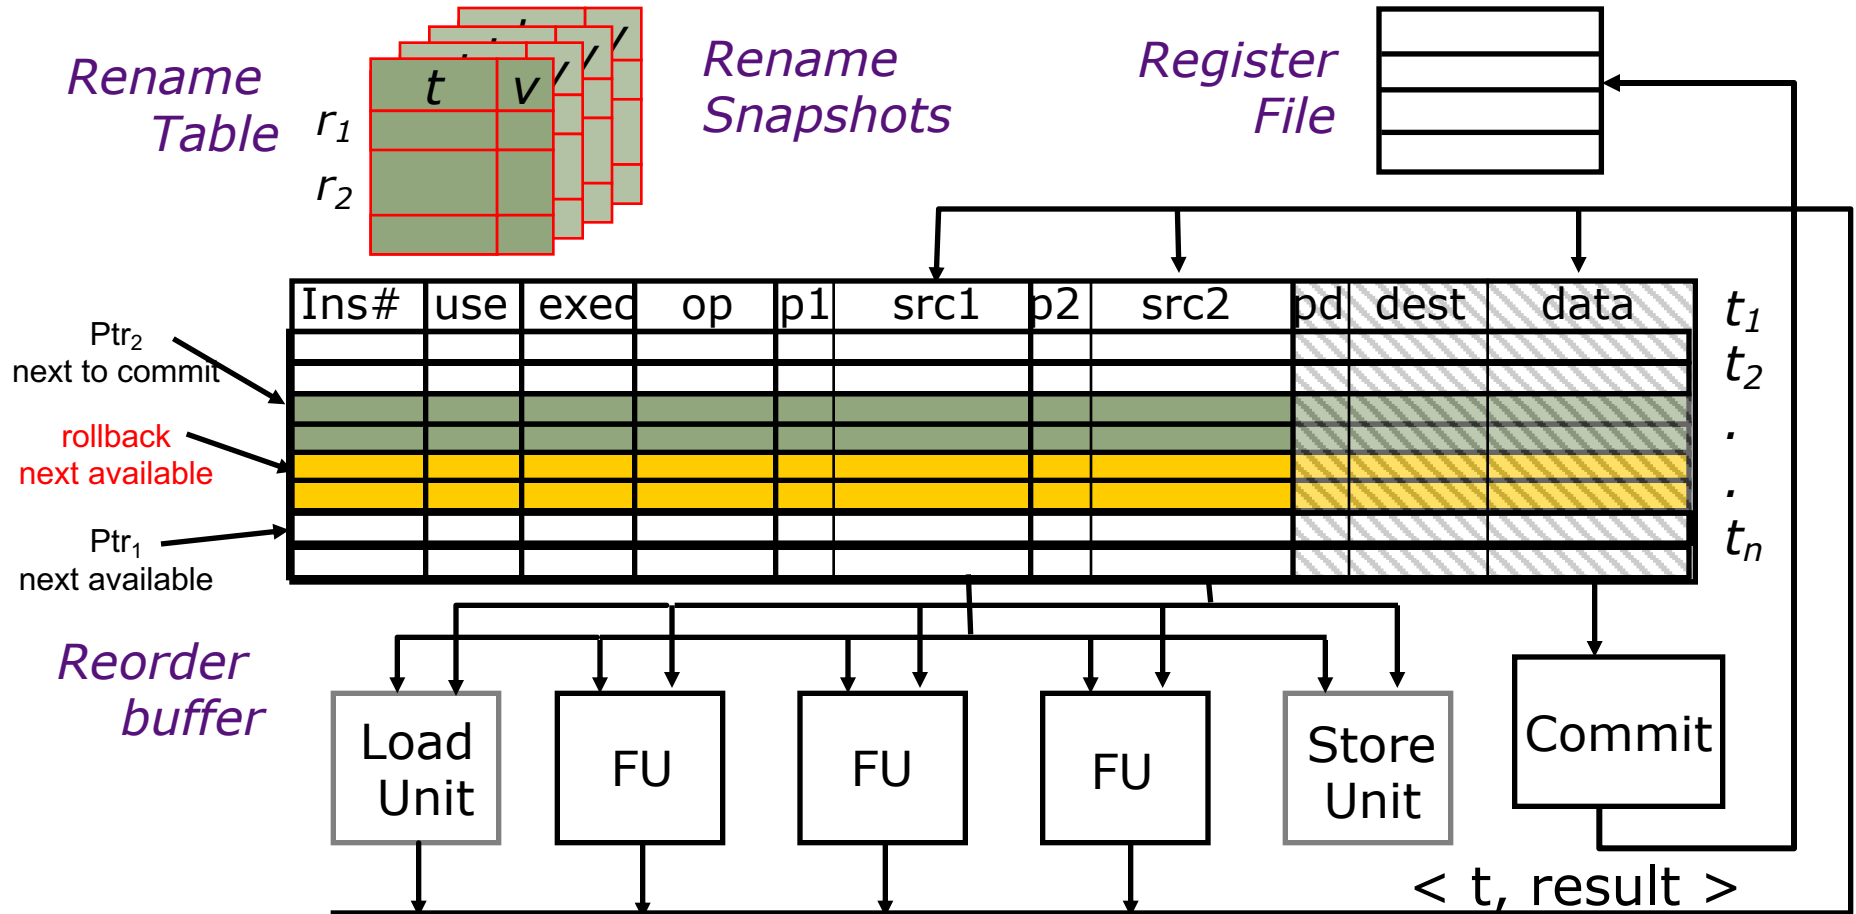 Rename
Table
t v
r1
r2
Rename
Snapshots
Register
File
Ins# use exec op p1 src1 p2 src2 pd dest data
t1
t2
.
.
tn
Ptr2
next to commit
rollback
next available
Ptr1
next available
Reorder
buffer
Load
Unit
FU
FU
FU
Store
Unit
Commit
< t, result >